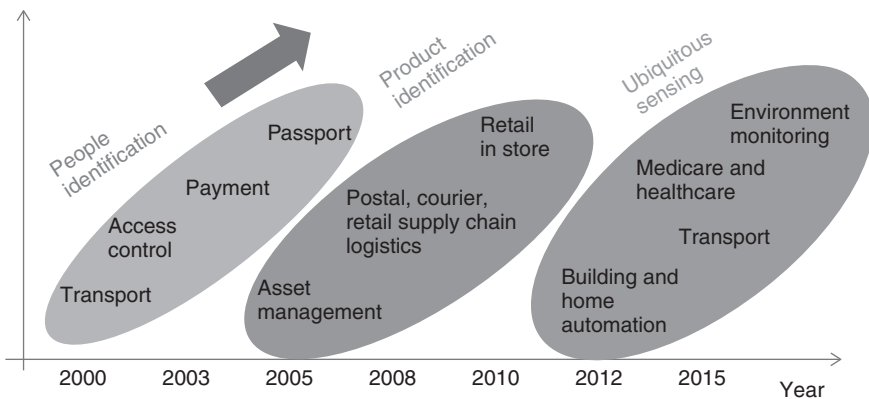 People
identification
Transport
Access
control
Payment
Passport
Product
identification
Asset
management
Postal, courier,
retail supply chain
logistics
Retail
in store
Ubiquitous
sensing
Building and
home
automation
Transport
Medicare and
healthcare
Environment
monitoring
2000 2003 2005 2008 2010 2012 2015
Year